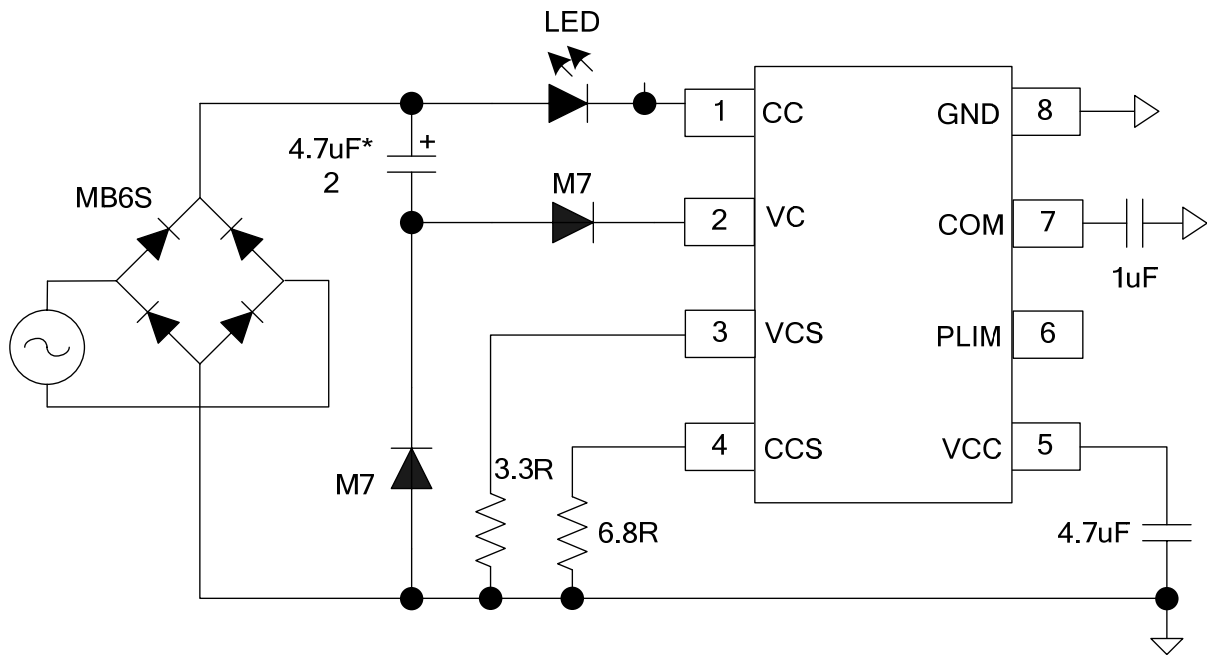 LED
1
CC
GND
8
4.7uF*
2
+
MB6S
M7
2
VC
COM
7
1uF
3
VCS
PLIM
6
4
CCS
VCC
5
M7
3.3R
6.8R
4.7uF